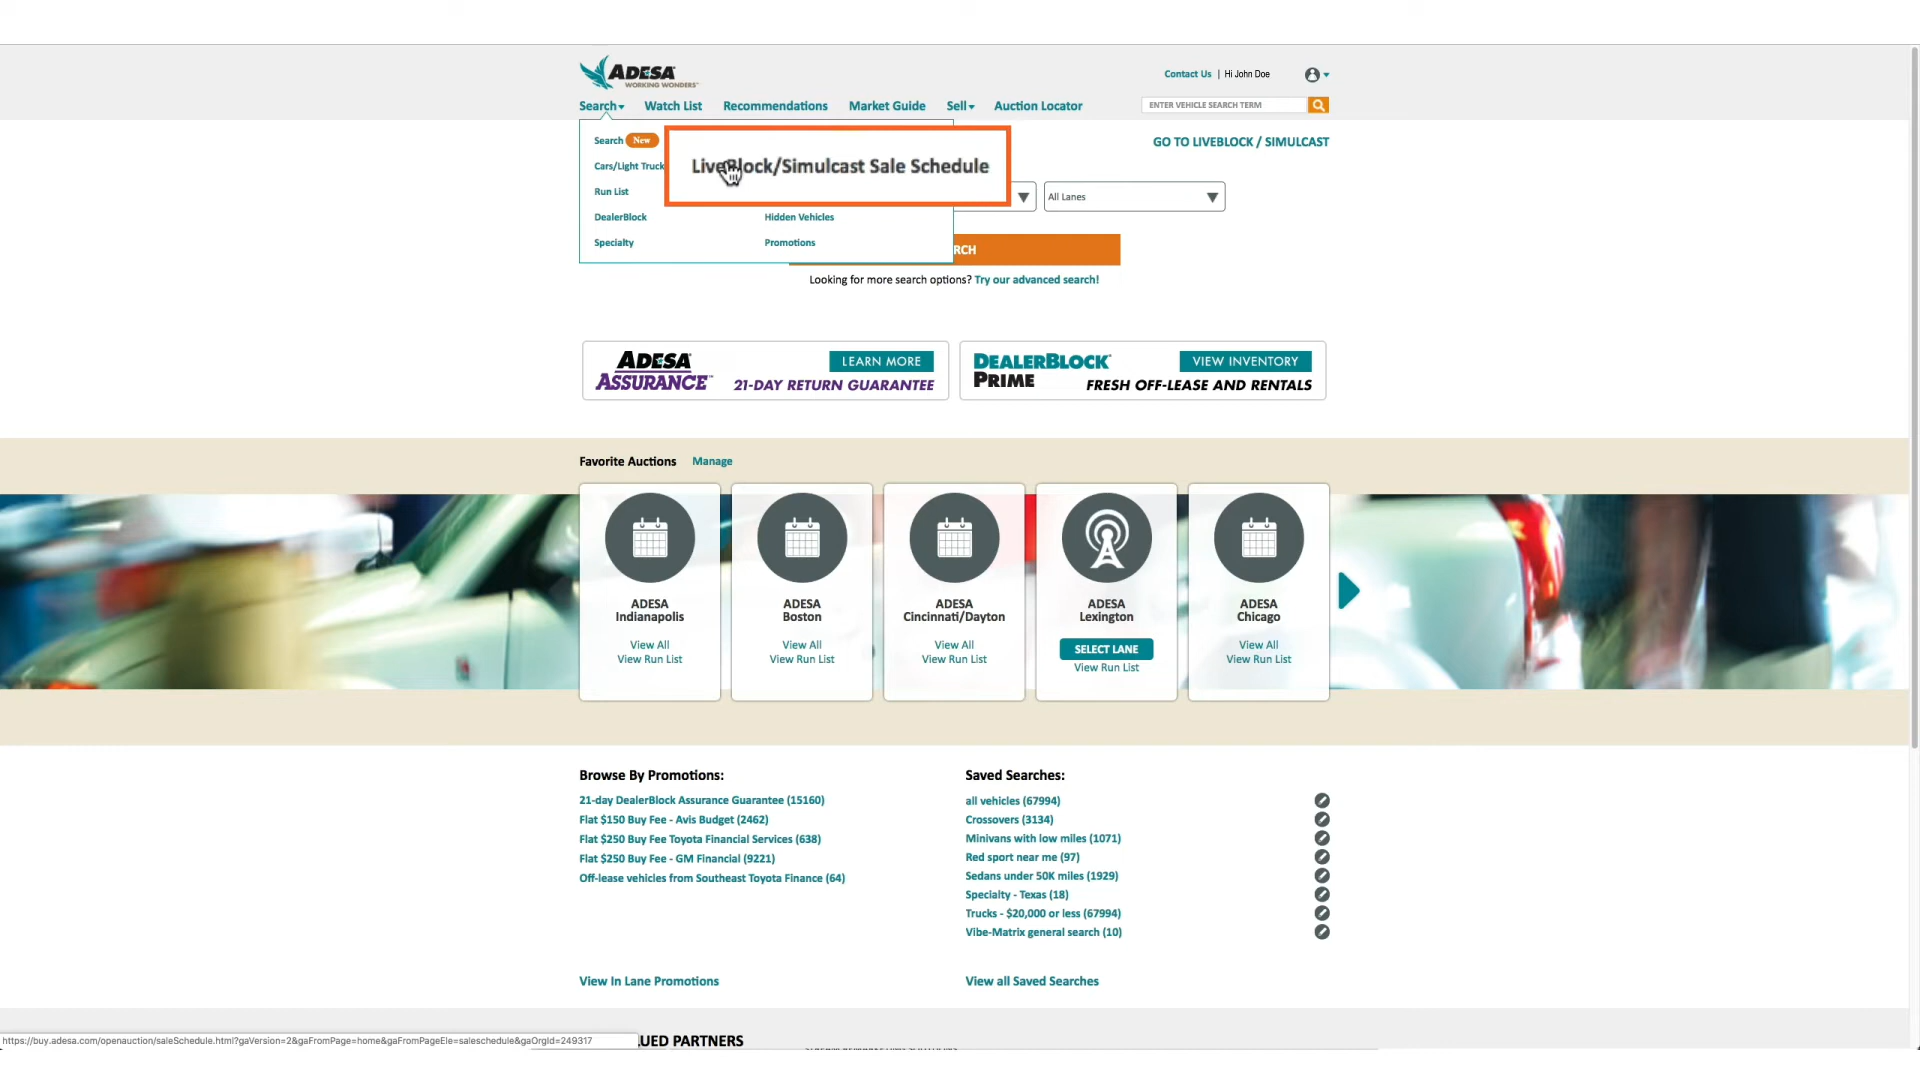 ADESA
WORKING WONDERS™
Contact Us | Hi John Doe
Search Watch List Recommendations Market Guide Sell Auction Locator
ENTER VEHICLE SEARCH TERM
Search New
Cars/Light Truck
Run List
DealerBlock
Specialty
LiveBlock/Simulcast Sale Schedule
Hidden Vehicles
Promotions
GO TO LIVEBLOCK / SIMULCAST
All Lanes
RCH
Looking for more search options? Try our advanced search!
ADESA
ASSURANCE™
LEARN MORE
21-DAY RETURN GUARANTEE
DEALERBLOCK
PRIME
VIEW INVENTORY
FRESH OFF-LEASE AND RENTALS
Favorite Auctions Manage
ADESA
Indianapolis
View All
View Run List
ADESA
Boston
View All
View Run List
ADESA
Cincinnati/Dayton
View All
View Run List
ADESA
Lexington
SELECT LANE
View Run List
ADESA
Chicago
View All
View Run List
Browse By Promotions:
21-day DealerBlock Assurance Guarantee (15160)
Flat $150 Buy Fee - Avis Budget (2462)
Flat $250 Buy Fee Toyota Financial Services (638)
Flat $250 Buy Fee - GM Financial (9221)
Off-lease vehicles from Southeast Toyota Finance (64)
View In Lane Promotions
Saved Searches:
all vehicles (67994)
Crossovers (3134)
Minivans with low miles (1071)
Red sport near me (97)
Sedans under 50K miles (1929)
Specialty - Texas (18)
Trucks - $20,000 or less (67994)
Vibe-Matrix general search (10)
View all Saved Searches
https://buy.adesa.com/openauction/saleSchedule.html?gaVersion=2&gaFromPage=home&gaFromPageEle=saleschedule&gaOrgId=249317
LUED PARTNERS